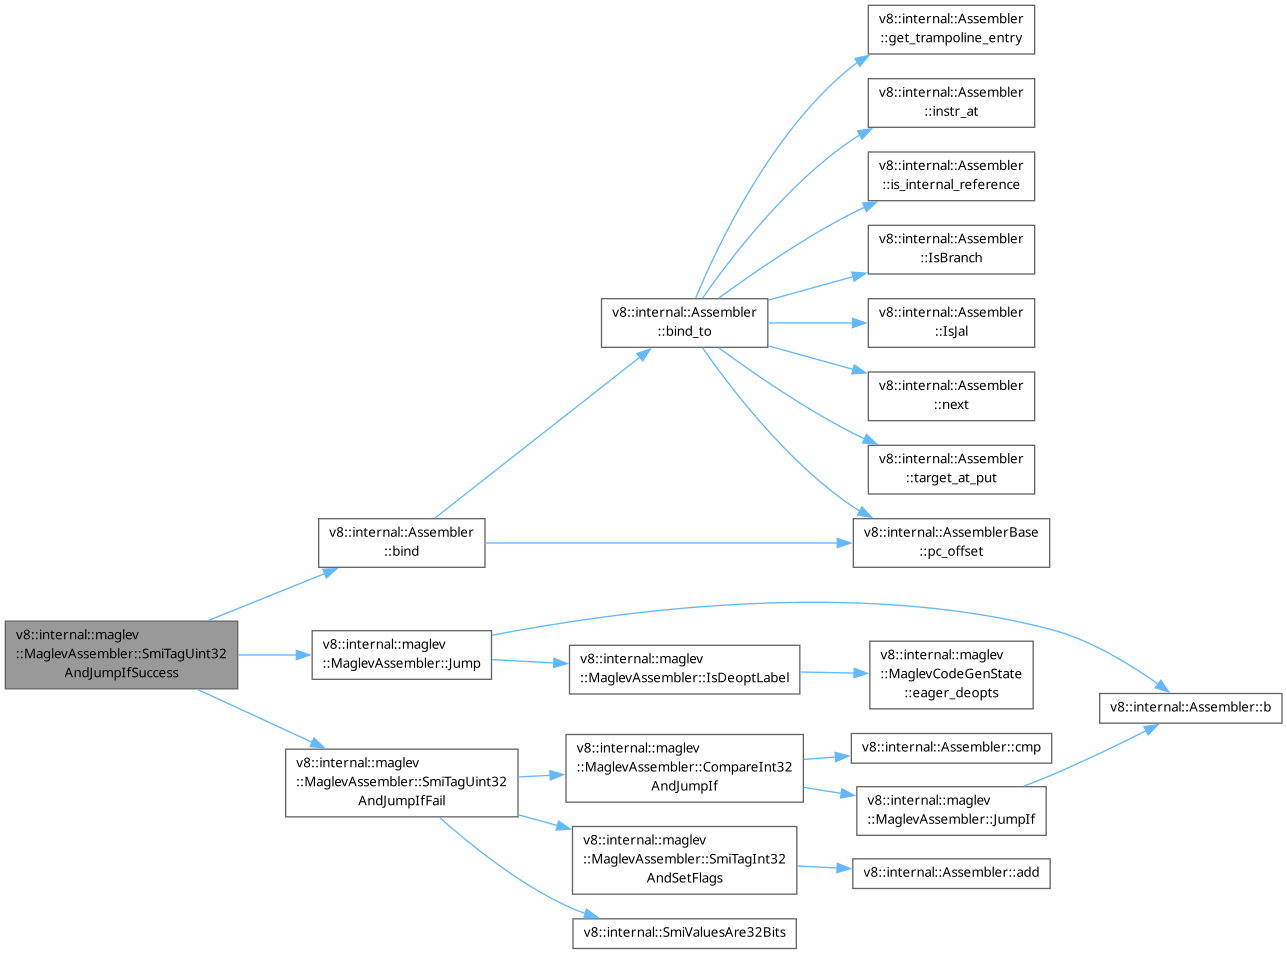 v8::internal::Assembler
::get_trampoline_entry
v8::internal::Assembler
::instr_at
v8::internal::Assembler
::is_internal_reference
v8::internal::Assembler
::IsBranch
v8::internal::Assembler
::bind_to
v8::internal::Assembler
::IsJal
v8::internal::Assembler
::next
v8::internal::Assembler
::target_at_put
v8::internal::Assembler
::bind
v8::internal::AssemblerBase
::pc_offset
v8::internal::maglev
::MaglevAssembler::SmiTagUint32
AndJumpIfSuccess
v8::internal::maglev
::MaglevAssembler::Jump
v8::internal::maglev
::MaglevAssembler::IsDeoptLabel
v8::internal::maglev
::MaglevCodeGenState
::eager_deopts
v8::internal::Assembler::b
v8::internal::maglev
::MaglevAssembler::SmiTagUint32
AndJumpIfFail
v8::internal::maglev
::MaglevAssembler::CompareInt32
AndJumpIf
v8::internal::Assembler::cmp
v8::internal::maglev
::MaglevAssembler::JumpIf
v8::internal::maglev
::MaglevAssembler::SmiTagInt32
AndSetFlags
v8::internal::Assembler::add
v8::internal::SmiValuesAre32Bits